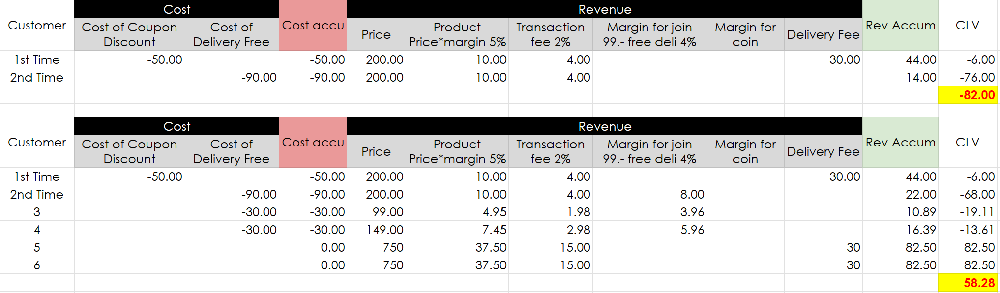 Cost Revenue
Customer Cost of Coupon Discount Cost of Delivery Free Cost accu Price Product Price*margin 5% Transaction fee 2% Margin for join 99.- free deli 4% Margin for coin Delivery Fee Rev Accum CLV
1st Time -50.00 -50.00 200.00 10.00 4.00 30.00 44.00 -6.00
2nd Time -90.00 -90.00 200.00 10.00 4.00 14.00 -76.00
-82.00
Cost Revenue
Customer Cost of Coupon Discount Cost of Delivery Free Cost accu Price Product Price*margin 5% Transaction fee 2% Margin for join 99.- free deli 4% Margin for coin Delivery Fee Rev Accum CLV
1st Time -50.00 -50.00 200.00 10.00 4.00 30.00 44.00 -6.00
2nd Time -90.00 -90.00 200.00 10.00 4.00 8.00 22.00 -68.00
3 -30.00 -30.00 99.00 4.95 1.98 3.96 10.89 -19.11
4 -30.00 -30.00 149.00 7.45 2.98 5.96 16.39 -13.61
5 0.00 750 37.50 15.00 30 82.50 82.50
6 0.00 750 37.50 15.00 30 82.50 82.50
58.28